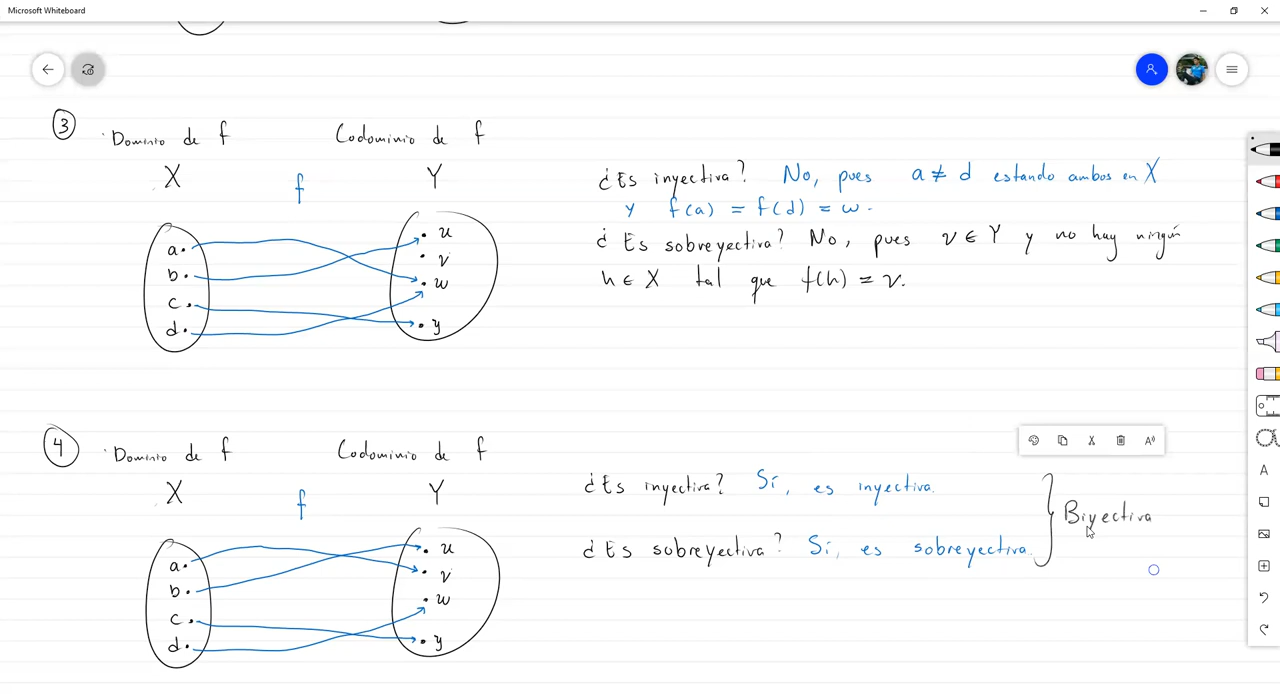 Microsoft Whiteboard
3
Dominio de f
Codominio de f
X
f
Y
¿Es inyectiva? No, pues a ≠ d estando ambos en X
y f(a) = f(d) = w.
¿Es sobreyectiva? No, pues v ∈ Y y no hay ningún
h ∈ X tal que f(h) = v.
a
b
c
d
u
v
w
y
4
Dominio de f
Codominio de f
X
f
Y
¿Es inyectiva? Sí, es inyectiva.
¿Es sobreyectiva? Sí, es sobreyectiva.
Biyectiva
a
b
c
d
u
v
w
y